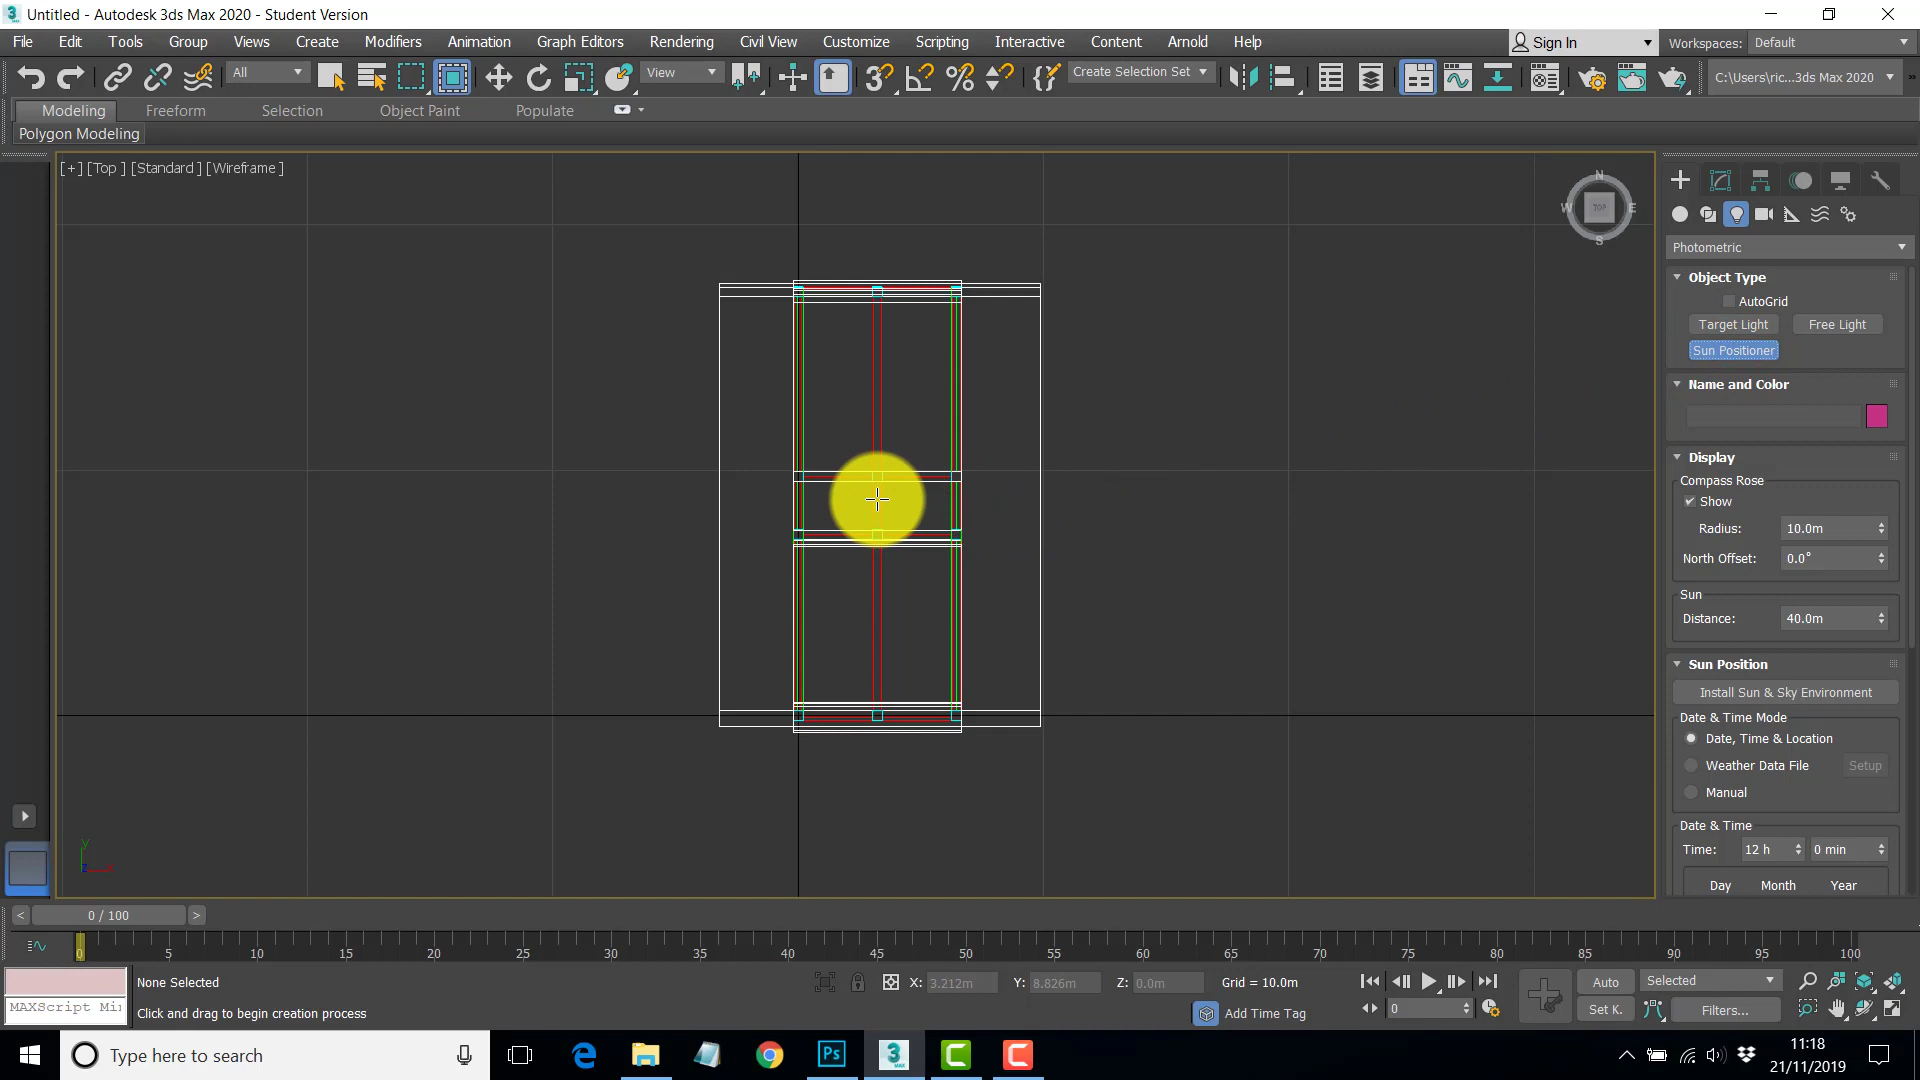 Untitled - Autodesk 3ds Max 2020 - Student Version
File Edit Tools Group Views Create Modifiers Animation Graph Editors Rendering Civil View Customize Scripting Interactive Content Arnold Help
Sign In
Workspaces: Default
All
View
Create Selection Set
C:\Users\ric...3ds Max 2020
Modeling Freeform Selection Object Paint Populate
Polygon Modeling
[+] [Top ] [Standard ] [Wireframe ]
N
W TOP E
S
Photometric
Object Type
AutoGrid
Target Light Free Light
Sun Positioner
Name and Color
Display
Compass Rose
Show
Radius: 10.0m
North Offset: 0.0°
Sun
Distance: 40.0m
Sun Position
Install Sun & Sky Environment
Date & Time Mode
Date, Time & Location
Weather Data File Setup
Manual
Date & Time
Time: 12 h 0 min
Day Month Year
y
< 0 / 100 >
0 5 10 15 20 25 30 35 40 45 50 55 60 65 70 75 80 85 90 95 100
None Selected
X: 3.212m Y: 8.826m Z: 0.0m Grid = 10.0m
Auto Selected
MAXScript Mi
Click and drag to begin creation process
Add Time Tag
0
Set K. Filters...
Type here to search
Ps
3
MAX
11:18
21/11/2019